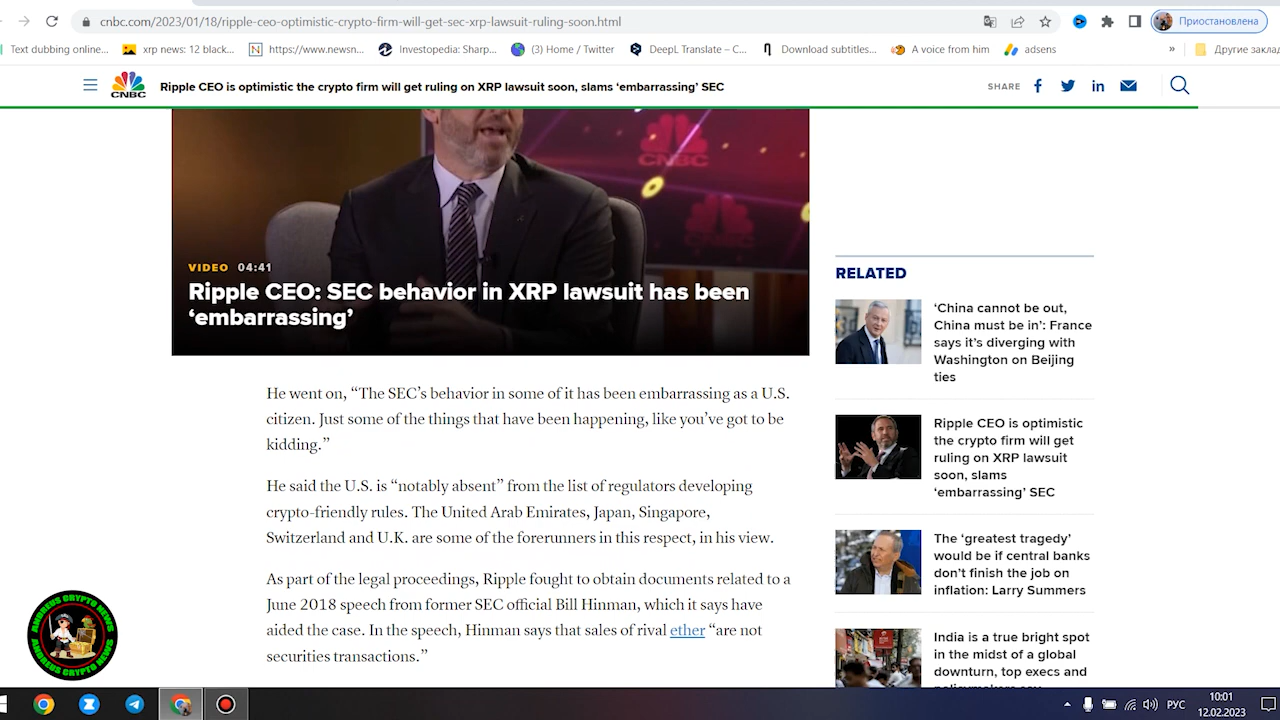 cnbc.com/2023/01/18/ripple-ceo-optimistic-crypto-firm-will-get-sec-xrp-lawsuit-ruling-soon.html
Приостановлена
Text dubbing online...
xrp news: 12 black...
https://www.newsn...
Investopedia: Sharp...
(3) Home / Twitter
DeepL Translate – C...
Download subtitles...
A voice from him
adsens
»
Другие закла
CNBC
Ripple CEO is optimistic the crypto firm will get ruling on XRP lawsuit soon, slams ‘embarrassing’ SEC
SHARE
CNBC
VIDEO 04:41
Ripple CEO: SEC behavior in XRP lawsuit has been
‘embarrassing’
He went on, “The SEC’s behavior in some of it has been embarrassing as a U.S.
citizen. Just some of the things that have been happening, like you’ve got to be
kidding.”
He said the U.S. is “notably absent” from the list of regulators developing
crypto-friendly rules. The United Arab Emirates, Japan, Singapore,
Switzerland and U.K. are some of the forerunners in this respect, in his view.
As part of the legal proceedings, Ripple fought to obtain documents related to a
June 2018 speech from former SEC official Bill Hinman, which it says have
aided the case. In the speech, Hinman says that sales of rival ether “are not
securities transactions.”
RELATED
‘China cannot be out,
China must be in’: France
says it’s diverging with
Washington on Beijing
ties
Ripple CEO is optimistic
the crypto firm will get
ruling on XRP lawsuit
soon, slams
‘embarrassing’ SEC
The ‘greatest tragedy’
would be if central banks
don’t finish the job on
inflation: Larry Summers
India is a true bright spot
in the midst of a global
downturn, top execs and
policymakers say
ANDREUS CRYPTO NEWS
ANDREUS CRYPTO NEWS
РУС
10:01
12.02.2023